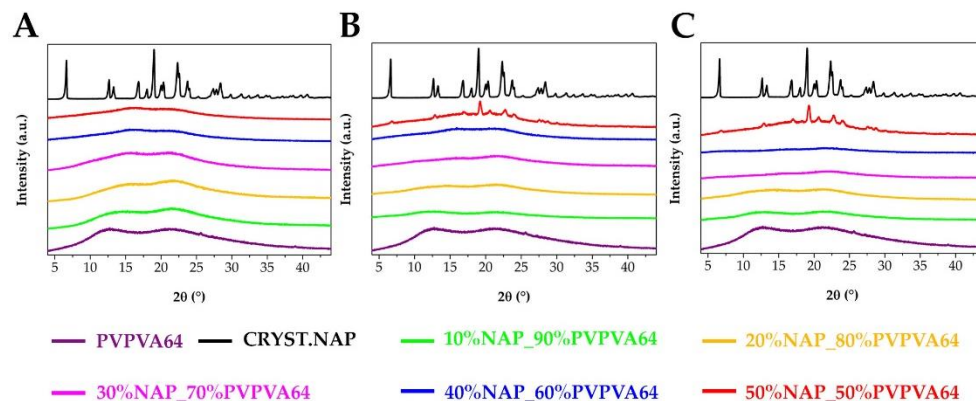 A
B
C
Intensity (a.u.)
5 10 15 20 25 30 35 40
2θ (°)
Intensity (a.u.)
5 10 15 20 25 30 35 40
2θ (°)
Intensity (a.u.)
5 10 15 20 25 30 35 40
2θ (°)
PVPVA64
CRYST.NAP
10%NAP_90%PVPVA64
20%NAP_80%PVPVA64
30%NAP_70%PVPVA64
40%NAP_60%PVPVA64
50%NAP_50%PVPVA64